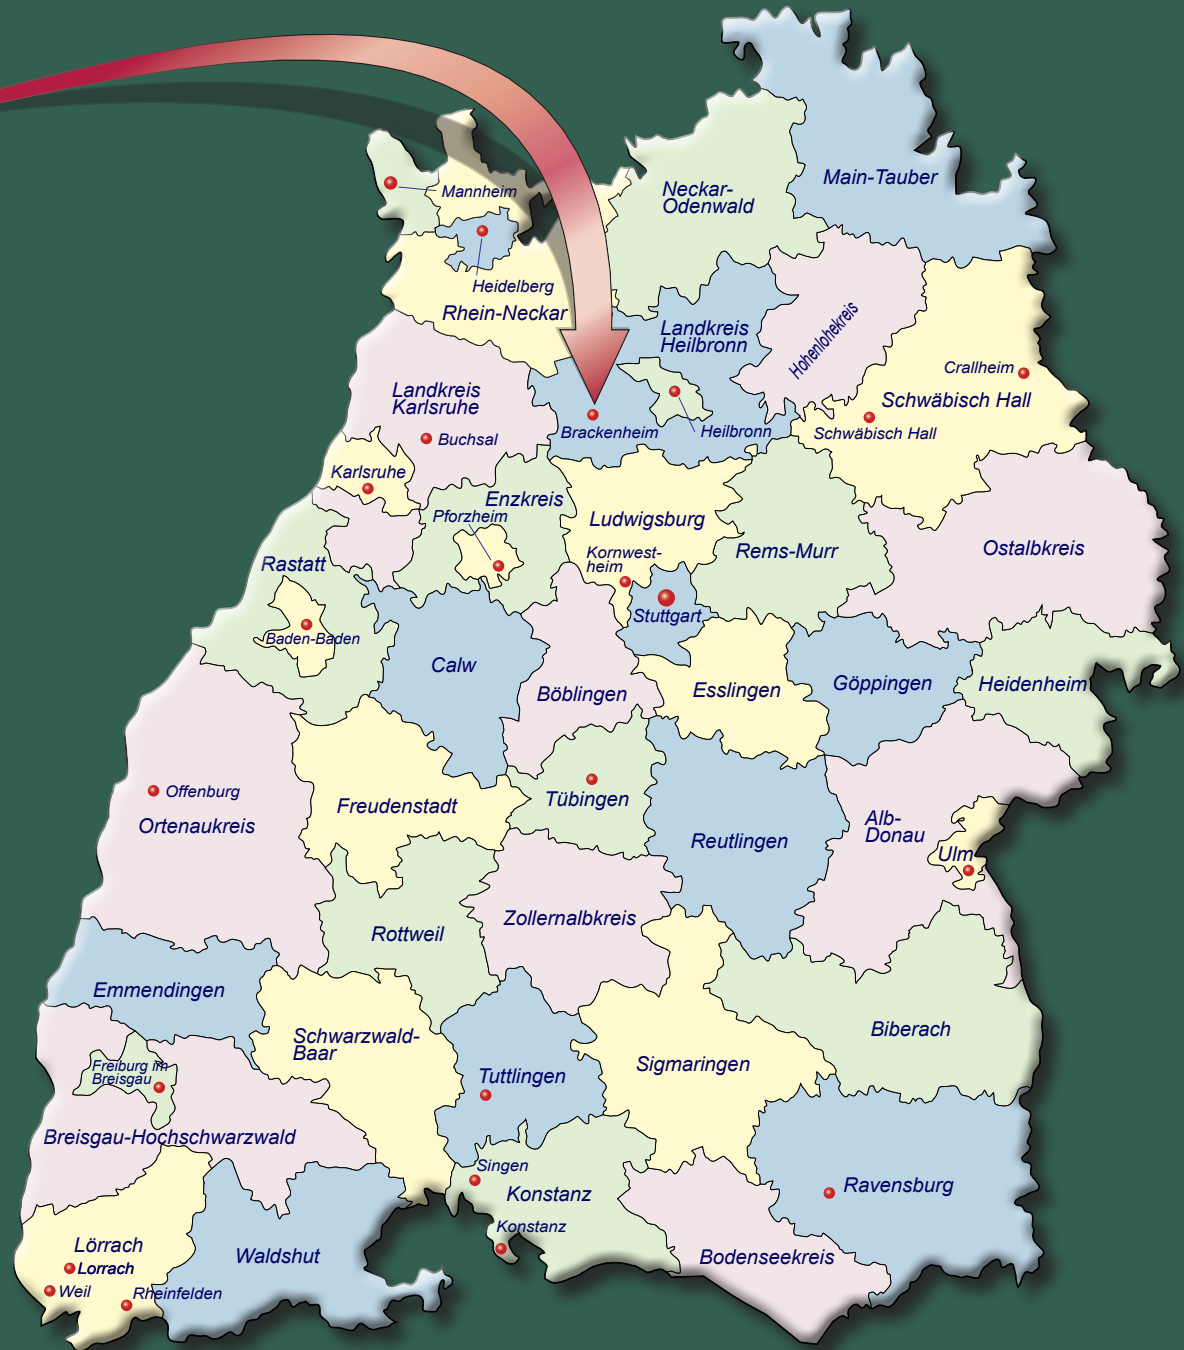 Main-Tauber
Neckar-
Odenwald
Mannheim
Heidelberg
Rhein-Neckar
Landkreis
Heilbronn
Hohenlohekreis
Crallheim
Schwäbisch Hall
Schwäbisch Hall
Landkreis
Karlsruhe
Buchsal
Brackenheim
Heilbronn
Karlsruhe
Enzkreis
Pforzheim
Ludwigsburg
Kornwest-
heim
Rems-Murr
Ostalbkreis
Rastatt
Stuttgart
Baden-Baden
Calw
Böblingen
Esslingen
Göppingen
Heidenheim
Offenburg
Ortenaukreis
Freudenstadt
Tübingen
Reutlingen
Alb-
Donau
Ulm
Rottweil
Zollernalbkreis
Emmendingen
Schwarzwald-
Baar
Biberach
Freiburg im
Breisgau
Tuttlingen
Sigmaringen
Breisgau-Hochschwarzwald
Singen
Konstanz
Konstanz
Ravensburg
Lörrach
Lorrach
Weil
Rheinfelden
Waldshut
Bodenseekreis